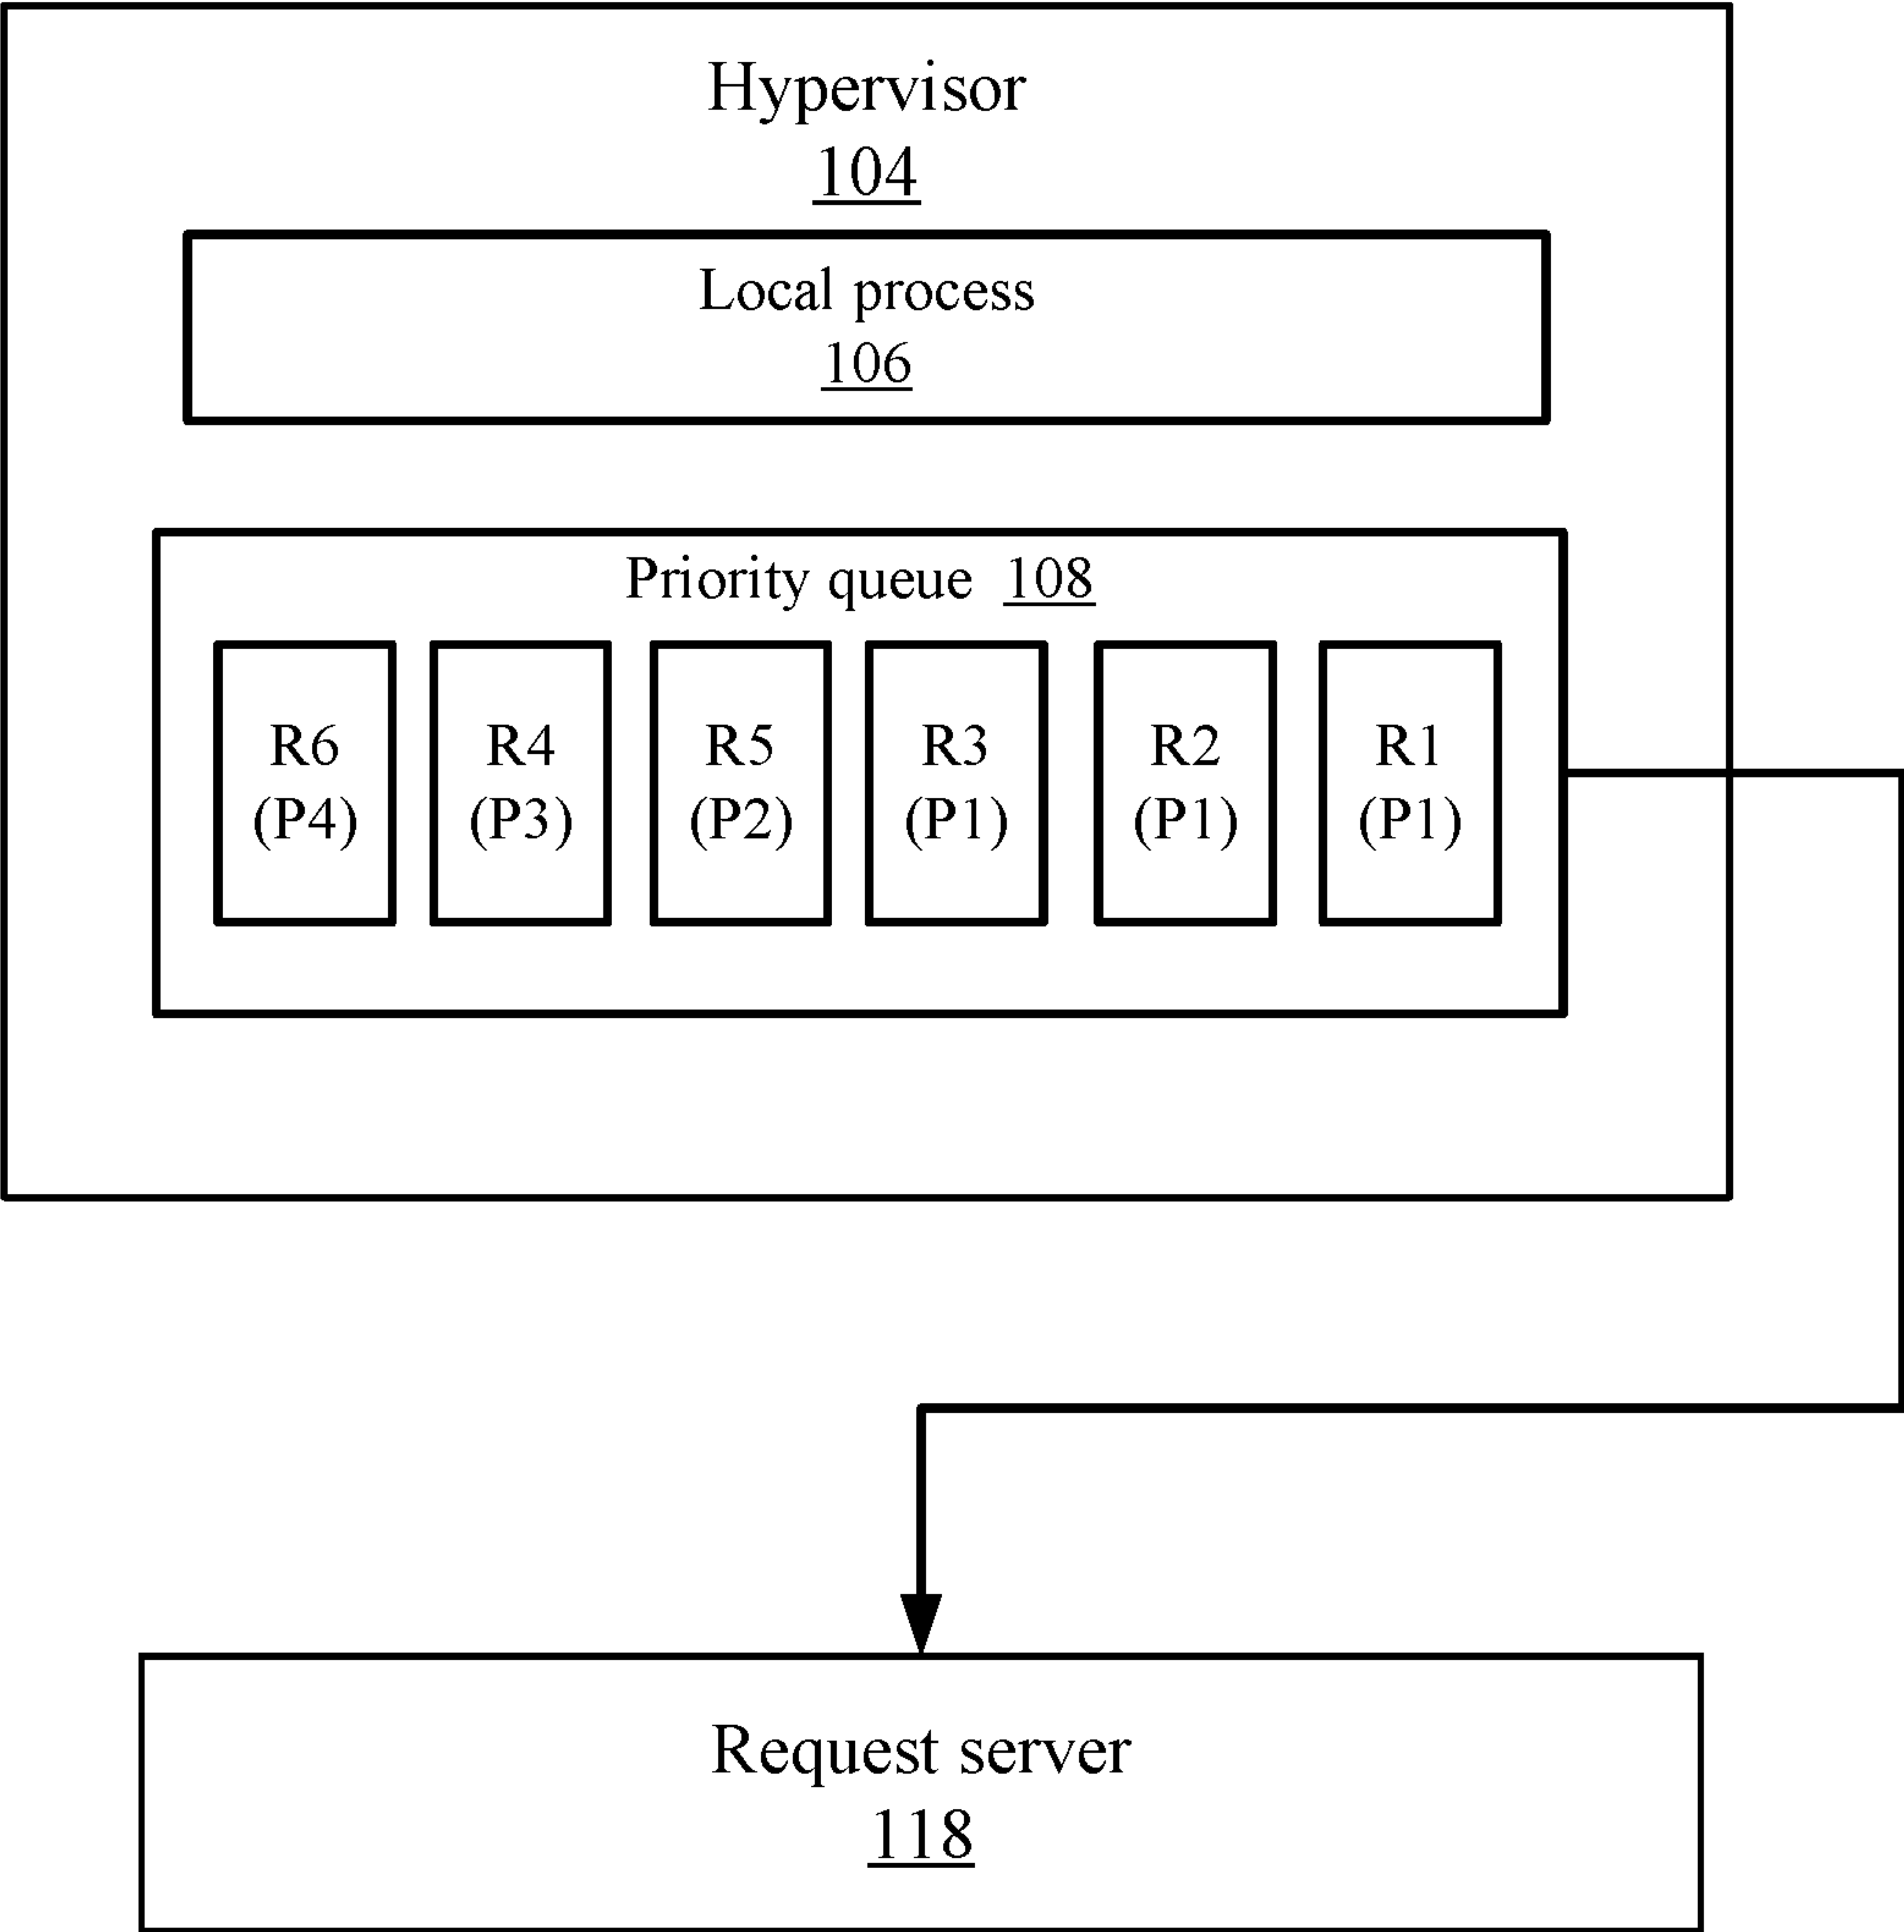 Hypervisor
104
Local process
106
Priority queue 108
R6 R4 R5 R3 R2 R1
(P4) (P3) (P2) (P1) (P1) (P1)
Request server
118